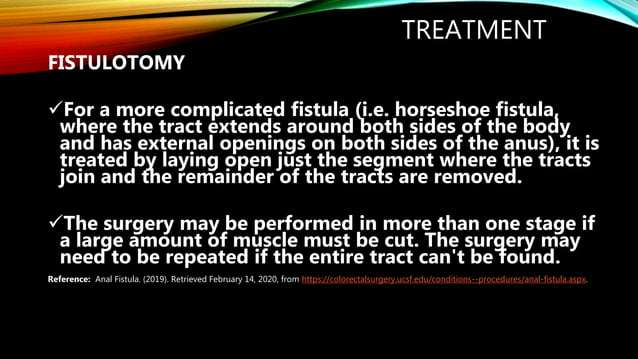 TREATMENT
FISTULOTOMY
✓For a more complicated fistula (i.e. horseshoe fistula,
where the tract extends around both sides of the body
and has external openings on both sides of the anus), it is
treated by laying open just the segment where the tracts
join and the remainder of the tracts are removed.
✓The surgery may be performed in more than one stage if
a large amount of muscle must be cut. The surgery may
need to be repeated if the entire tract can't be found.
Reference: Anal Fistula. (2019). Retrieved February 14, 2020, from https://colorectalsurgery.ucsf.edu/conditions--procedures/anal-fistula.aspx.